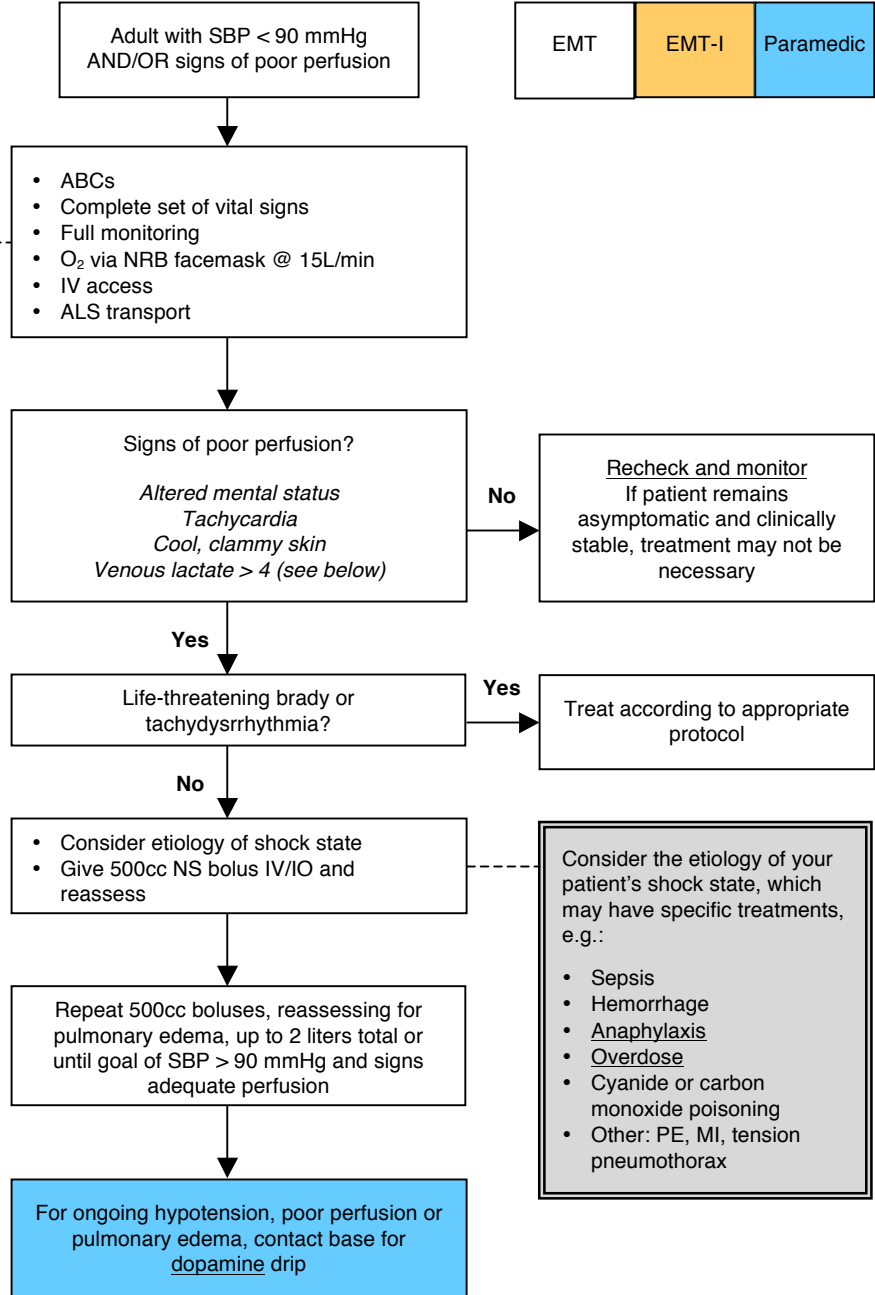 Adult with SBP < 90 mmHg
AND/OR signs of poor perfusion
EMT
EMT-I
Paramedic
• ABCs
• Complete set of vital signs
• Full monitoring
• O₂ via NRB facemask @ 15L/min
• IV access
• ALS transport
Signs of poor perfusion?
Altered mental status
Tachycardia
Cool, clammy skin
Venous lactate > 4 (see below)
No
Recheck and monitor
If patient remains
asymptomatic and clinically
stable, treatment may not be
necessary
Yes
Life-threatening brady or
tachydysrrhythmia?
Yes
Treat according to appropriate
protocol
No
• Consider etiology of shock state
• Give 500cc NS bolus IV/IO and
reassess
Consider the etiology of your
patient's shock state, which
may have specific treatments,
e.g.:
• Sepsis
• Hemorrhage
• Anaphylaxis
• Overdose
• Cyanide or carbon
monoxide poisoning
• Other: PE, MI, tension
pneumothorax
Repeat 500cc boluses, reassessing for
pulmonary edema, up to 2 liters total or
until goal of SBP > 90 mmHg and signs
adequate perfusion
For ongoing hypotension, poor perfusion or
pulmonary edema, contact base for
dopamine drip